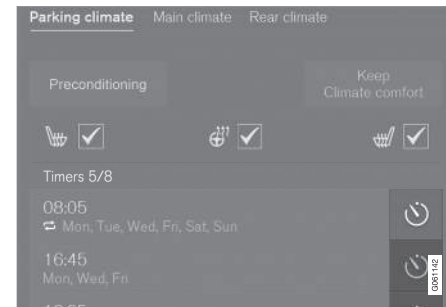 Parking climate Main climate Rear climate
Preconditioning
Keep
Climate comfort
Timers 5/8
08:05
Mon, Tue, Wed, Fri, Sat, Sun
16:45
Mon, Wed, Fri
G061142